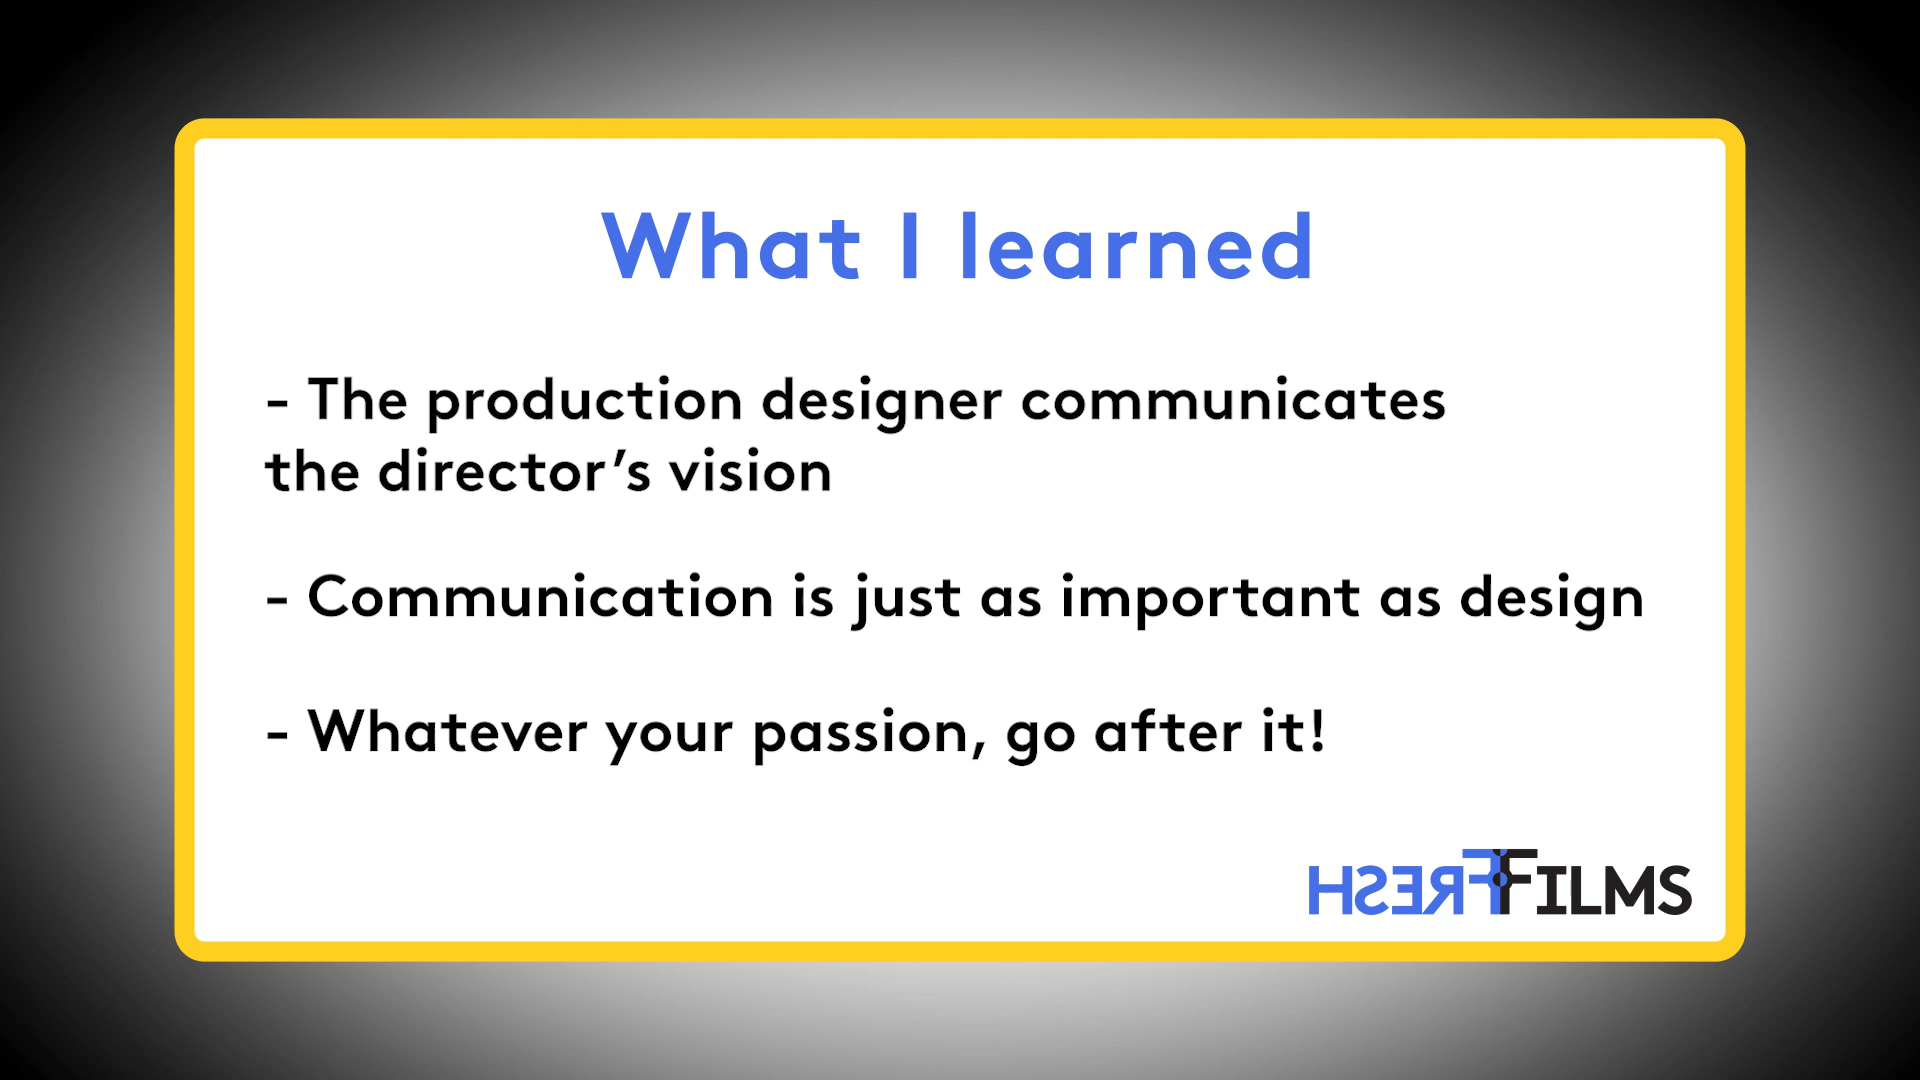 What I learned
- The production designer communicates
the director’s vision
- Communication is just as important as design
- Whatever your passion, go after it!
FRESH FILMS